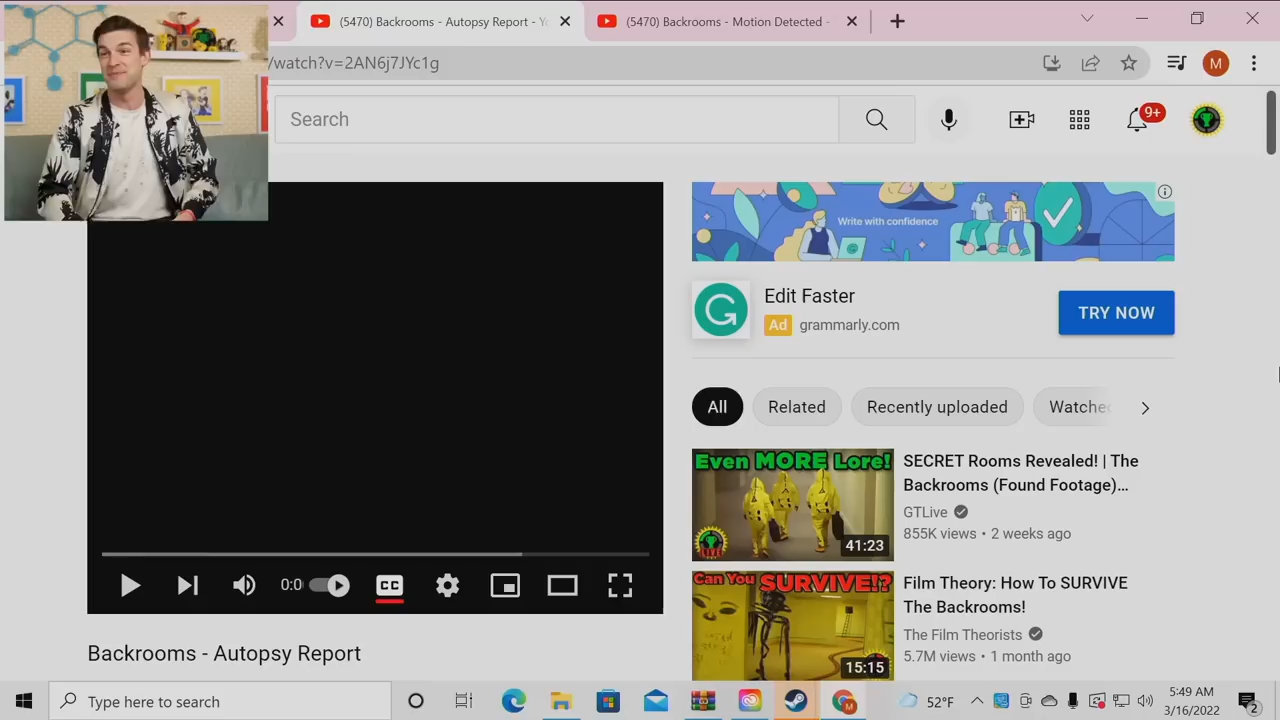 (5470) Backrooms - Autopsy Report - Yo
(5470) Backrooms - Motion Detected -
/watch?v=2AN6j7JYc1g
M
Search
9+
Write with confidence
Edit Faster
Ad grammarly.com
TRY NOW
All
Related
Recently uploaded
Watched
Even MORE Lore!
LIVE
41:23
SECRET Rooms Revealed! | The
Backrooms (Found Footage)...
GTLive
855K views • 2 weeks ago
0:0
CC
Can You SURVIVE!?
15:15
Film Theory: How To SURVIVE
The Backrooms!
The Film Theorists
5.7M views • 1 month ago
Backrooms - Autopsy Report
Type here to search
M
52°F
5:49 AM
3/16/2022
2